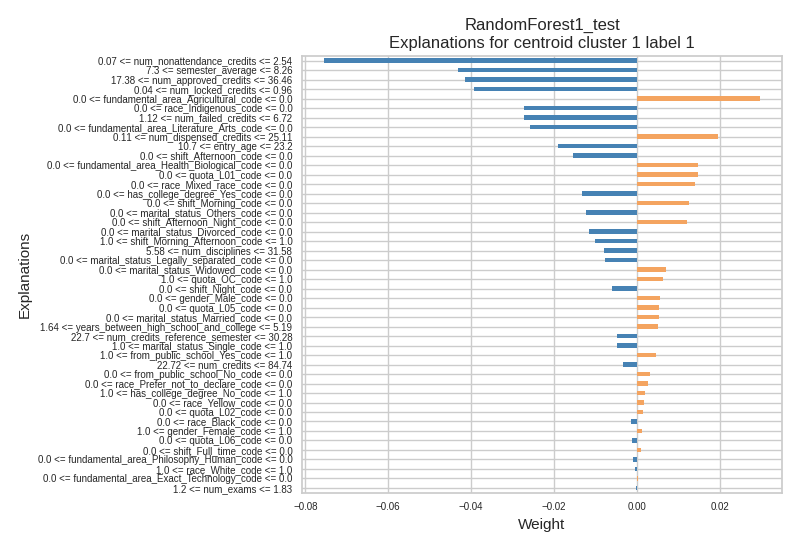 RandomForest1_test
Explanations for centroid cluster 1 label 1
Explanations
0.07 <= num_nonattendance_credits <= 2.54
7.3 <= semester_average <= 8.26
17.38 <= num_approved_credits <= 36.46
0.04 <= num_locked_credits <= 0.96
0.0 <= fundamental_area_Agricultural_code <= 0.0
0.0 <= race_Indigenous_code <= 0.0
1.12 <= num_failed_credits <= 6.72
0.0 <= fundamental_area_Literature_Arts_code <= 0.0
0.11 <= num_dispensed_credits <= 25.11
10.7 <= entry_age <= 23.2
0.0 <= shift_Afternoon_code <= 0.0
0.0 <= fundamental_area_Health_Biological_code <= 0.0
0.0 <= quota_L01_code <= 0.0
0.0 <= race_Mixed_race_code <= 0.0
0.0 <= has_college_degree_Yes_code <= 0.0
0.0 <= shift_Morning_code <= 0.0
0.0 <= marital_status_Others_code <= 0.0
0.0 <= shift_Afternoon_Night_code <= 0.0
0.0 <= marital_status_Divorced_code <= 0.0
1.0 <= shift_Morning_Afternoon_code <= 1.0
5.58 <= num_disciplines <= 31.58
0.0 <= marital_status_Legally_separated_code <= 0.0
0.0 <= marital_status_Widowed_code <= 0.0
1.0 <= quota_OC_code <= 1.0
0.0 <= shift_Night_code <= 0.0
0.0 <= gender_Male_code <= 0.0
0.0 <= quota_L05_code <= 0.0
0.0 <= marital_status_Married_code <= 0.0
1.64 <= years_between_high_school_and_college <= 5.19
22.7 <= num_credits_reference_semester <= 30.28
1.0 <= marital_status_Single_code <= 1.0
1.0 <= from_public_school_Yes_code <= 1.0
22.72 <= num_credits <= 84.74
0.0 <= from_public_school_No_code <= 0.0
0.0 <= race_Prefer_not_to_declare_code <= 0.0
1.0 <= has_college_degree_No_code <= 1.0
0.0 <= race_Yellow_code <= 0.0
0.0 <= quota_L02_code <= 0.0
0.0 <= race_Black_code <= 0.0
1.0 <= gender_Female_code <= 1.0
0.0 <= quota_L06_code <= 0.0
0.0 <= shift_Full_time_code <= 0.0
0.0 <= fundamental_area_Philosophy_Human_code <= 0.0
1.0 <= race_White_code <= 1.0
0.0 <= fundamental_area_Exact_Technology_code <= 0.0
1.2 <= num_exams <= 1.83
−0.08 −0.06 −0.04 −0.02 0.00 0.02
Weight